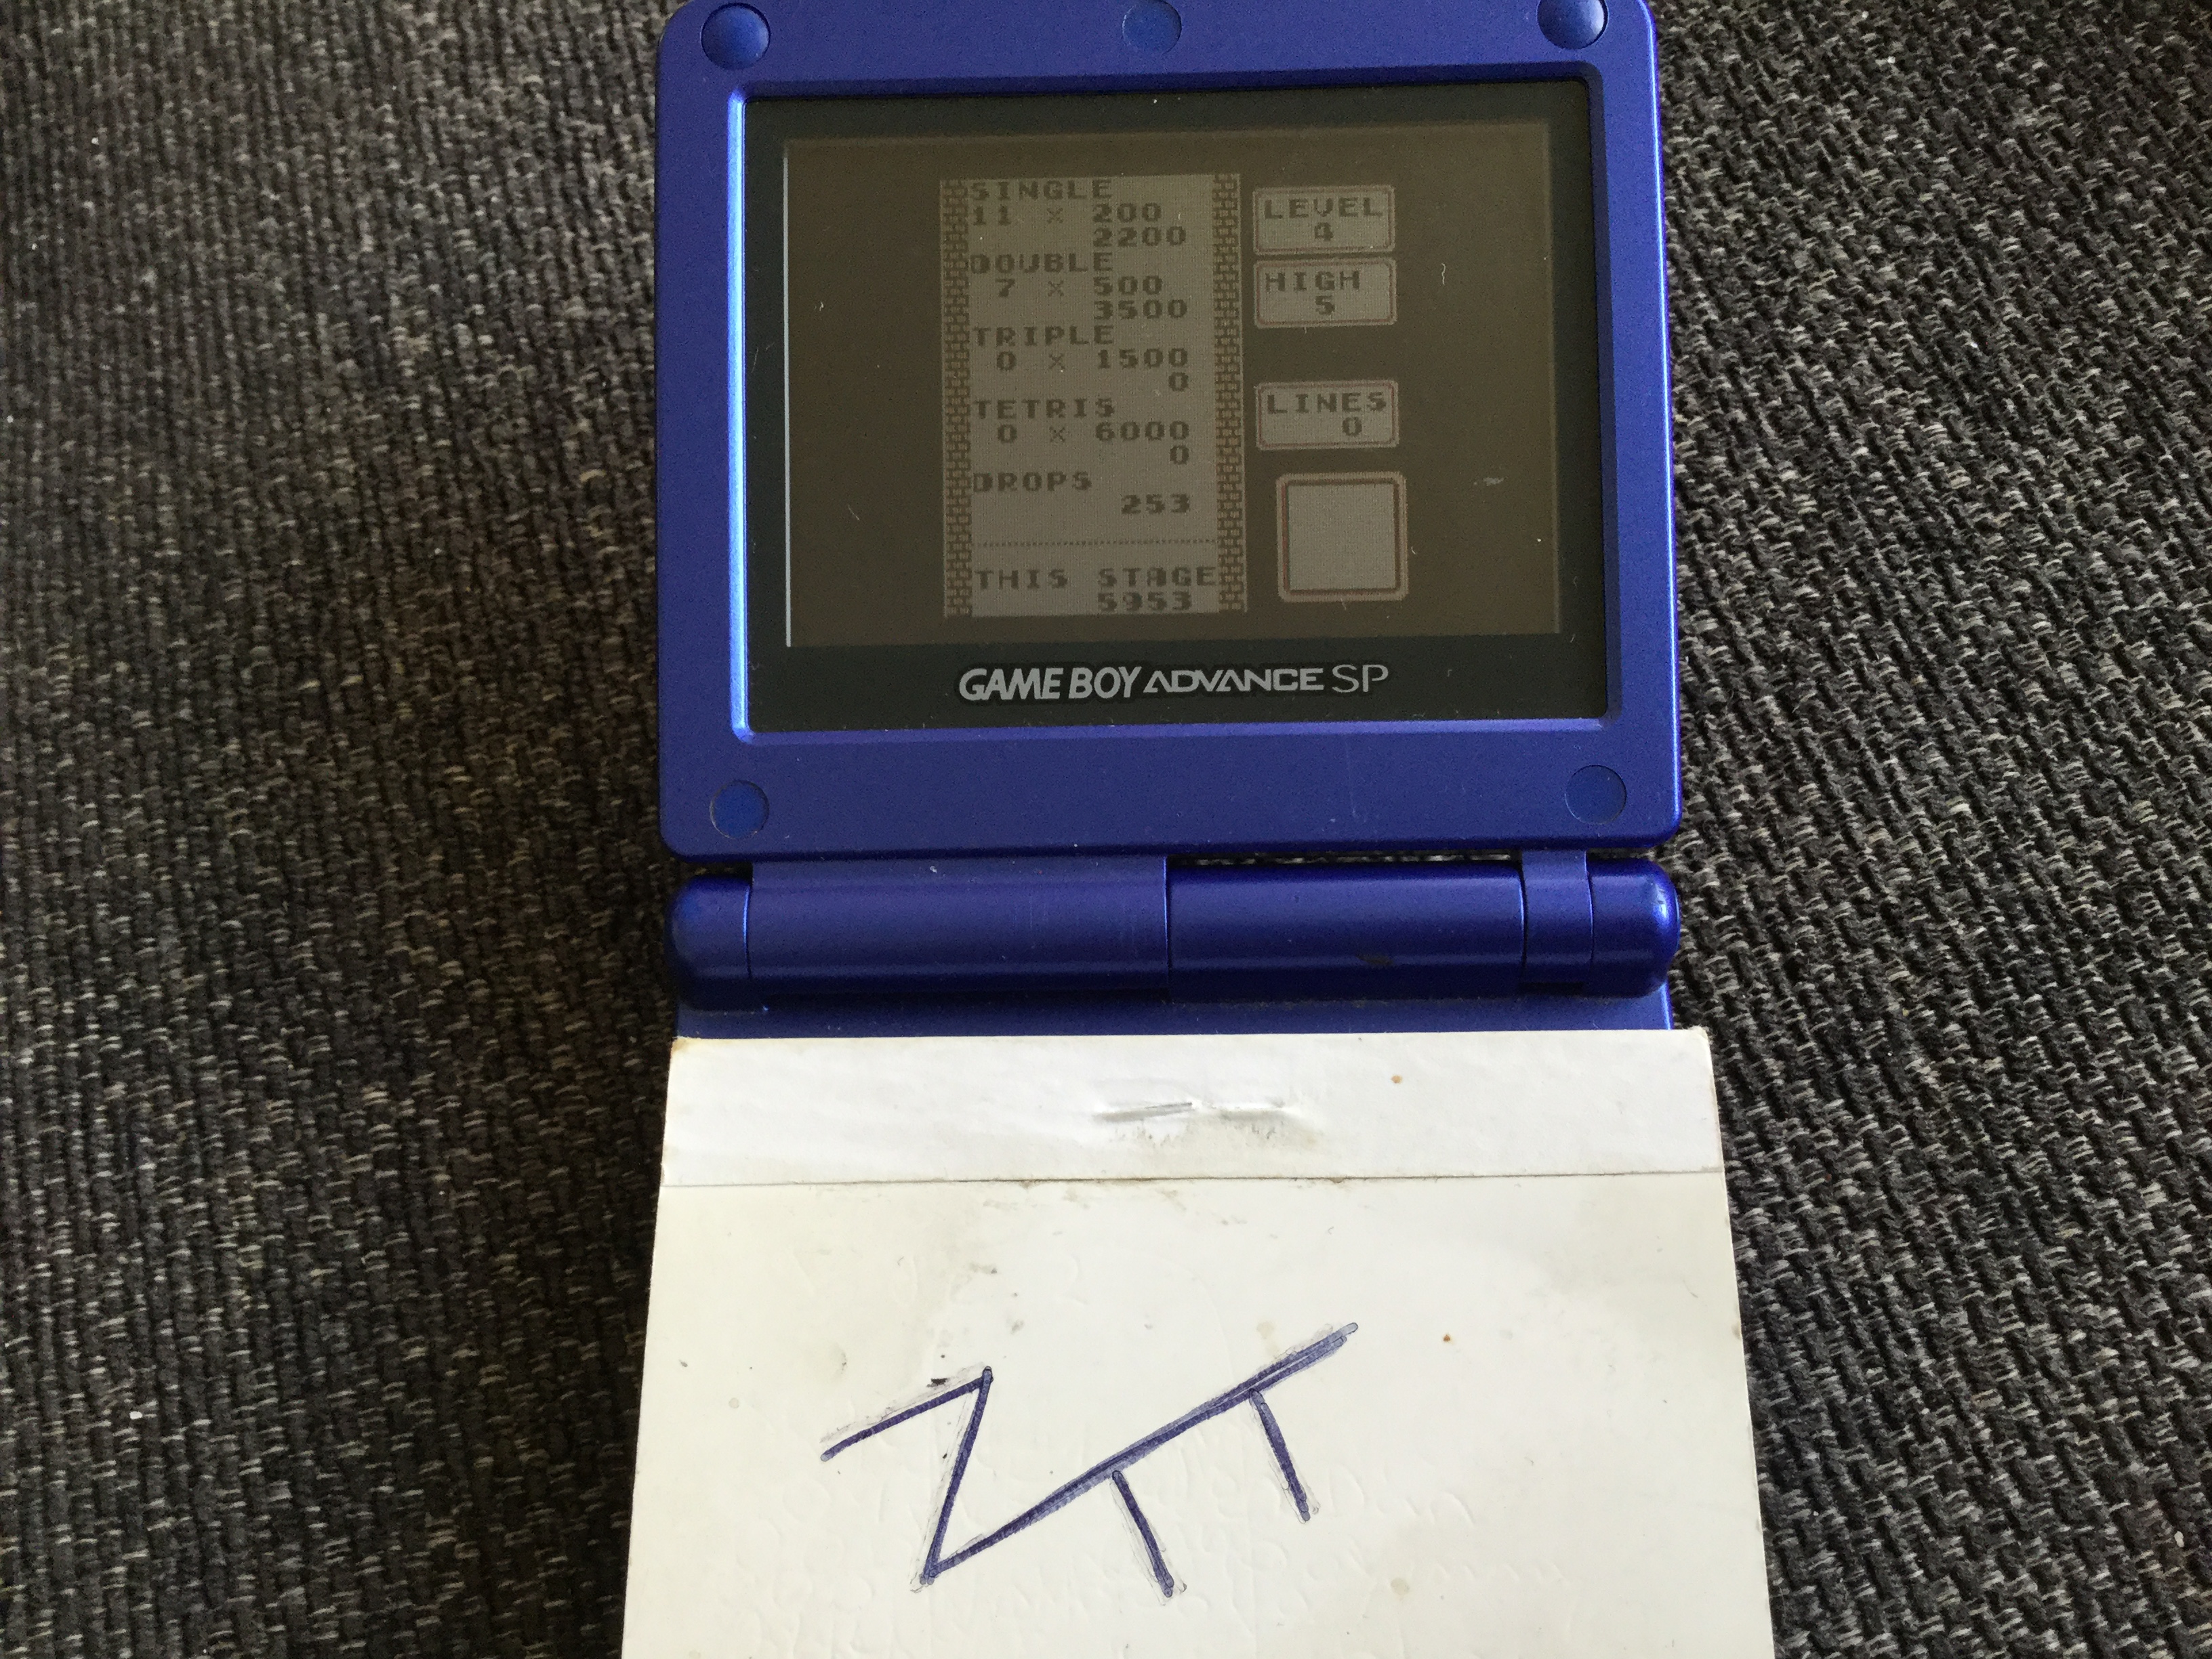 SINGLE
11 × 200
2200
DOUBLE
7 × 500
3500
TRIPLE
0 × 1500
0
TETRIS
0 × 6000
0
DROPS
253
THIS STAGE
5953
LEVEL
4
HIGH
5
LINES
0
GAME BOY ADVANCE SP
ZTT